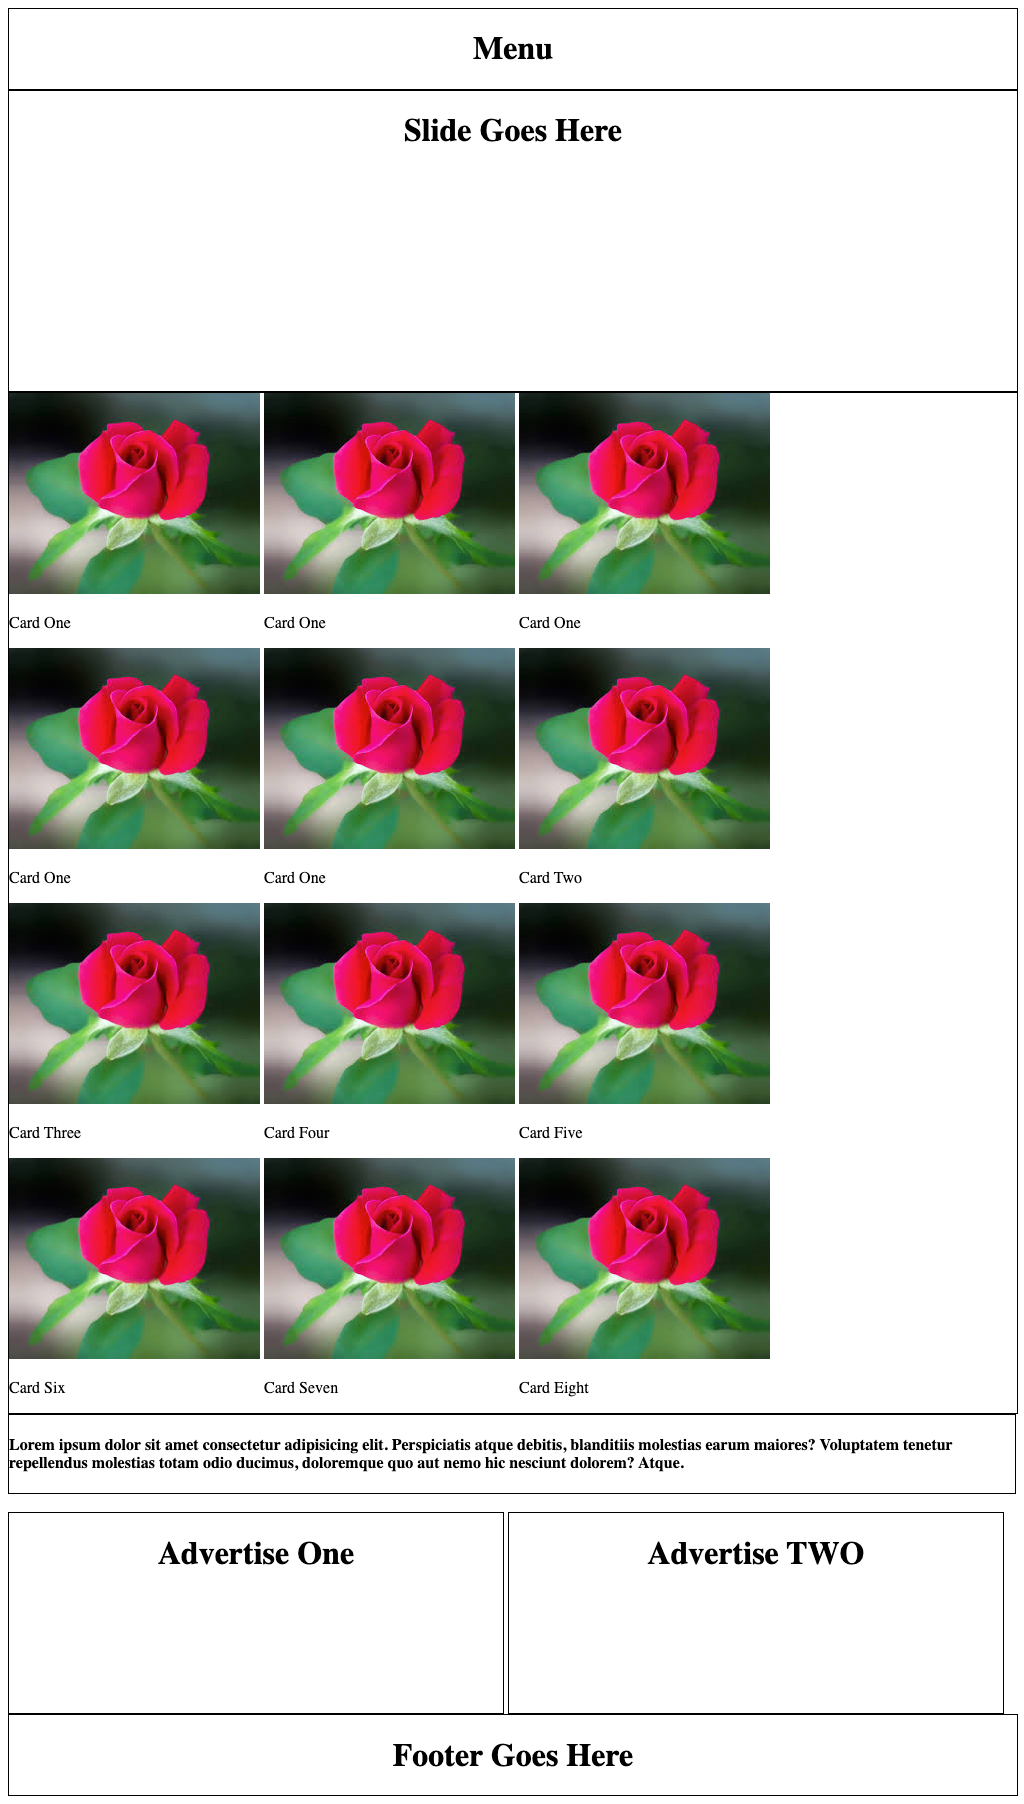 Menu
Slide Goes Here
Card One
Card One
Card One
Card One
Card One
Card Two
Card Three
Card Four
Card Five
Card Six
Card Seven
Card Eight
Lorem ipsum dolor sit amet consectetur adipisicing elit. Perspiciatis atque debitis, blanditiis molestias earum maiores? Voluptatem tenetur
repellendus molestias totam odio ducimus, doloremque quo aut nemo hic nesciunt dolorem? Atque.
Advertise One
Advertise TWO
Footer Goes Here